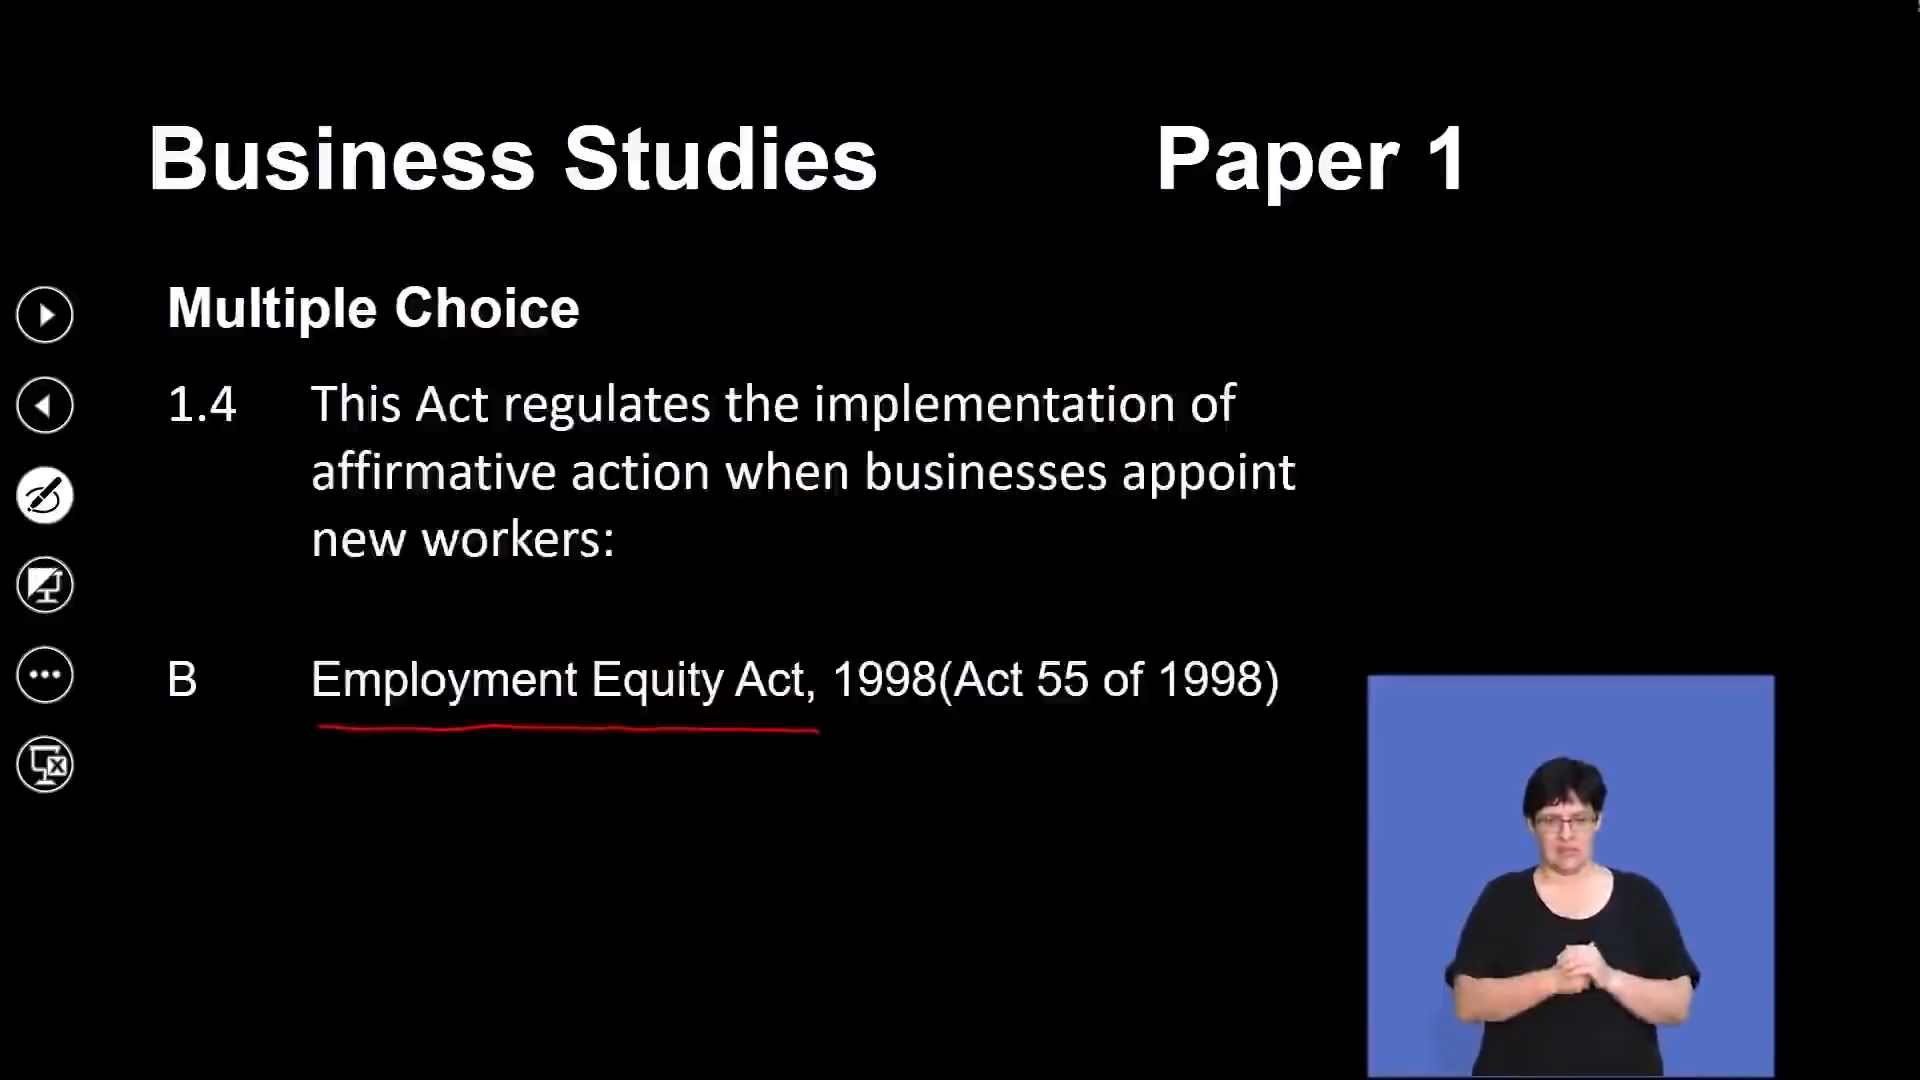 Business Studies Paper 1
Multiple Choice
1.4 This Act regulates the implementation of
affirmative action when businesses appoint
new workers:
B Employment Equity Act, 1998(Act 55 of 1998)